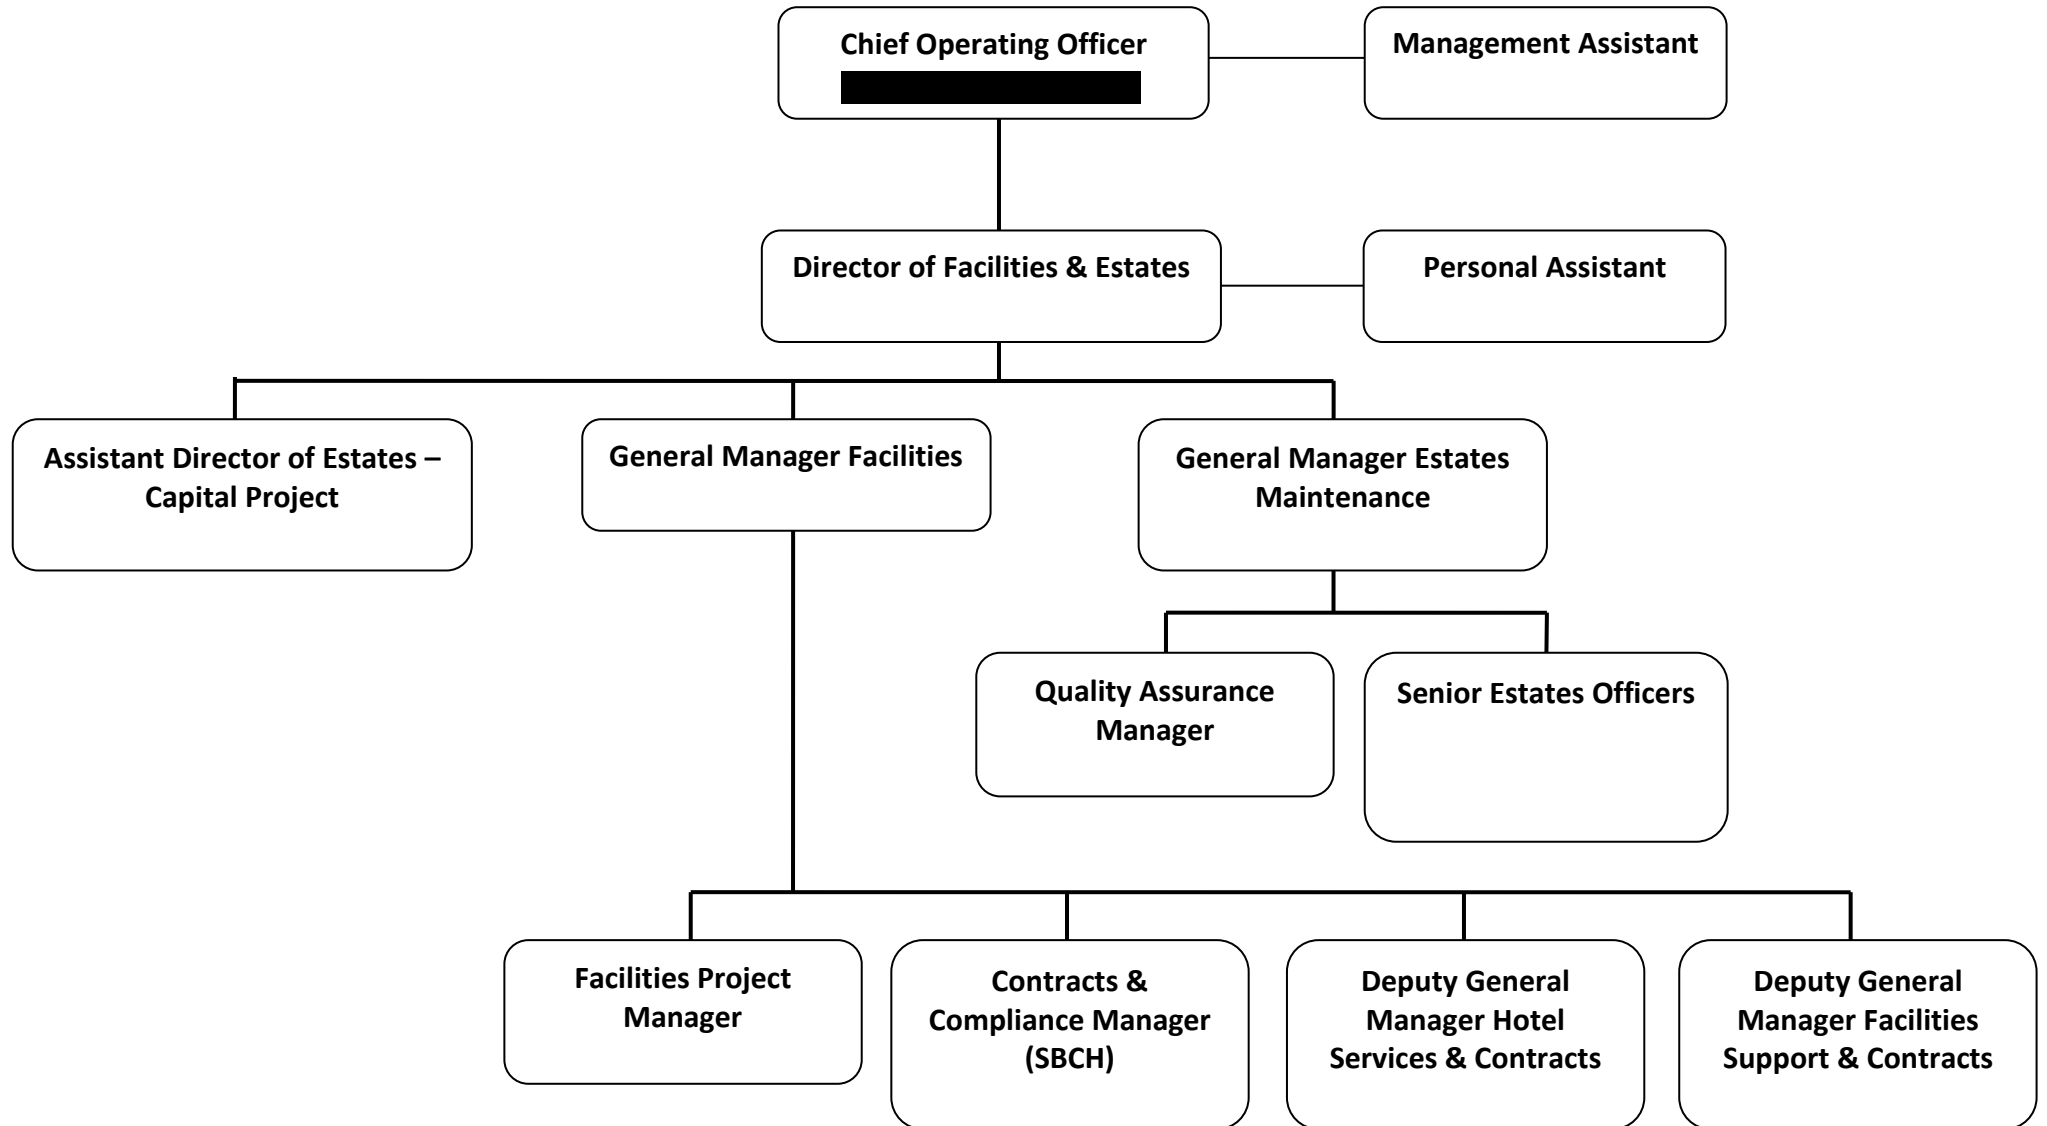 Chief Operating Officer
Management Assistant
Director of Facilities & Estates
Personal Assistant
Assistant Director of Estates –
Capital Project
General Manager Facilities
General Manager Estates
Maintenance
Quality Assurance
Manager
Senior Estates Officers
Facilities Project
Manager
Contracts &
Compliance Manager
(SBCH)
Deputy General
Manager Hotel
Services & Contracts
Deputy General
Manager Facilities
Support & Contracts